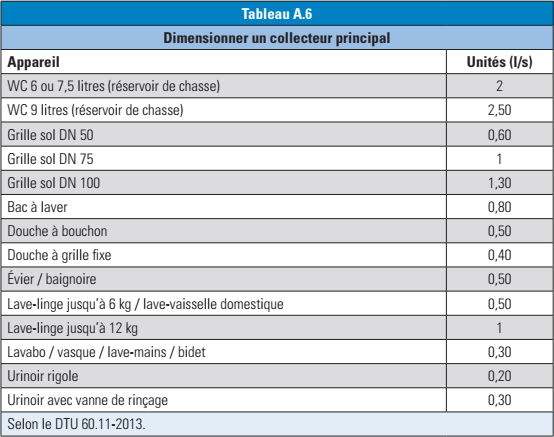 Tableau A.6
Dimensionner un collecteur principal
Appareil Unités (l/s)
WC 6 ou 7,5 litres (réservoir de chasse) 2
WC 9 litres (réservoir de chasse) 2,50
Grille sol DN 50 0,60
Grille sol DN 75 1
Grille sol DN 100 1,30
Bac à laver 0,80
Douche à bouchon 0,50
Douche à grille fixe 0,40
Évier / baignoire 0,50
Lave-linge jusqu'à 6 kg / lave-vaisselle domestique 0,50
Lave-linge jusqu'à 12 kg 1
Lavabo / vasque / lave-mains / bidet 0,30
Urinoir rigole 0,20
Urinoir avec vanne de rinçage 0,30
Selon le DTU 60.11-2013.